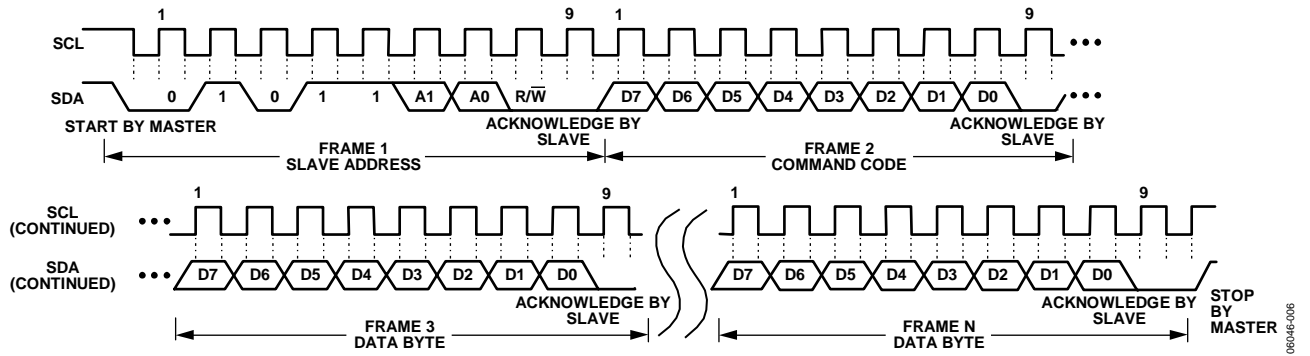 1 9 1 9
SCL
SDA 0 1 0 1 1 A1 A0 R/W̅ D7 D6 D5 D4 D3 D2 D1 D0
START BY MASTER ACKNOWLEDGE BY SLAVE ACKNOWLEDGE BY SLAVE
FRAME 1 SLAVE ADDRESS FRAME 2 COMMAND CODE
1 9 1 9
SCL (CONTINUED)
SDA (CONTINUED) D7 D6 D5 D4 D3 D2 D1 D0 D7 D6 D5 D4 D3 D2 D1 D0
ACKNOWLEDGE BY SLAVE ACKNOWLEDGE BY SLAVE STOP BY MASTER
FRAME 3 DATA BYTE FRAME N DATA BYTE
06046-006